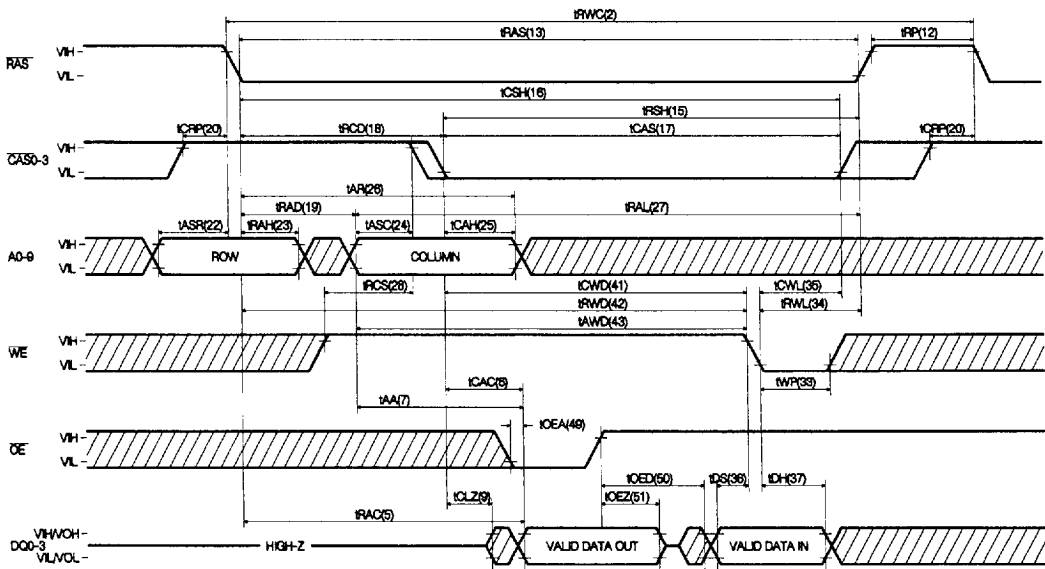 tRWC(2)
tRAS(13)
tRP(12)
RAS
VIH
VIL
tCSH(16)
tRSH(15)
tCRP(20)
tRCD(18)
tCAS(17)
tCRP(20)
CAS0-3
VIH
VIL
tAR(26)
tRAD(19)
tRAL(27)
tASR(22)
tRAH(23)
tASC(24)
tCAH(25)
A0-9
VIH
VIL
ROW
COLUMN
tRCS(28)
tCWD(41)
tCWL(35)
tRWD(42)
tRWL(34)
tAWD(43)
WE
VIH
VIL
tCAC(6)
tWP(33)
tAA(7)
tOEA(49)
OE
VIH
VIL
tOED(50)
tDS(36)
tDH(37)
tCLZ(9)
tOEZ(51)
tRAC(5)
VIH/VOH
DQ0-3
VIL/VOL
HIGH-Z
VALID DATA OUT
VALID DATA IN